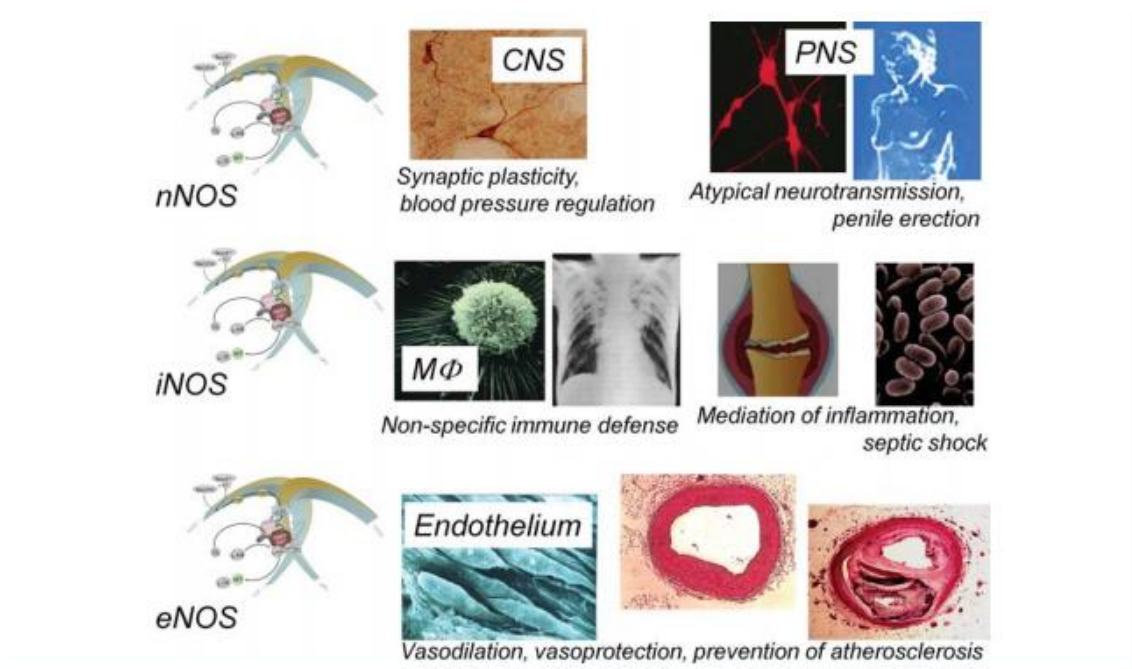 CNS
PNS
nNOS
Synaptic plasticity,
blood pressure regulation
Atypical neurotransmission,
penile erection
iNOS
MΦ
Non-specific immune defense
Mediation of inflammation,
septic shock
eNOS
Endothelium
Vasodilation, vasoprotection, prevention of atherosclerosis